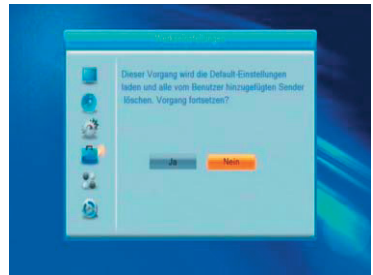 Dieser Vorgang wird die Default-Einstellungen
laden und alle vom Benutzer hinzugefügten Sender
löschen. Vorgang fortsetzen?
Ja
Nein